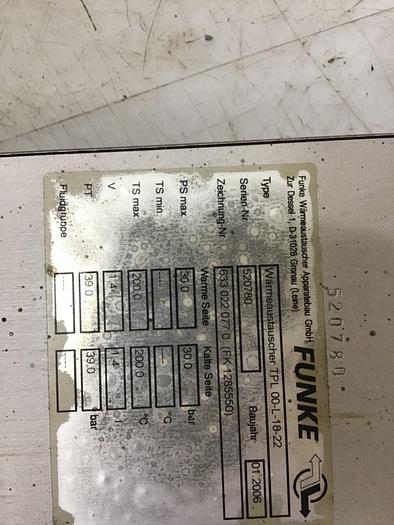 520780.
FUNKE
Funke Wärmeaustauscher Apparatebau GmbH
Zur Dessel 1, D-31028 Gronau (Leine)
Type Wärmeaustauscher TPL 00-L-18-22
Serien-Nr. 520780 Baujahr 01.2006
Zeichnung-Nr. 633 022 077 0 (FK 1285550)
Warme Seite Kalte Seite
PS max. 30.0 30.0 bar
TS min °C
TS max 200.0 200.0 °C
V 1.4 1.4 l
PT 39.0 39.0 bar
Fluidgruppe